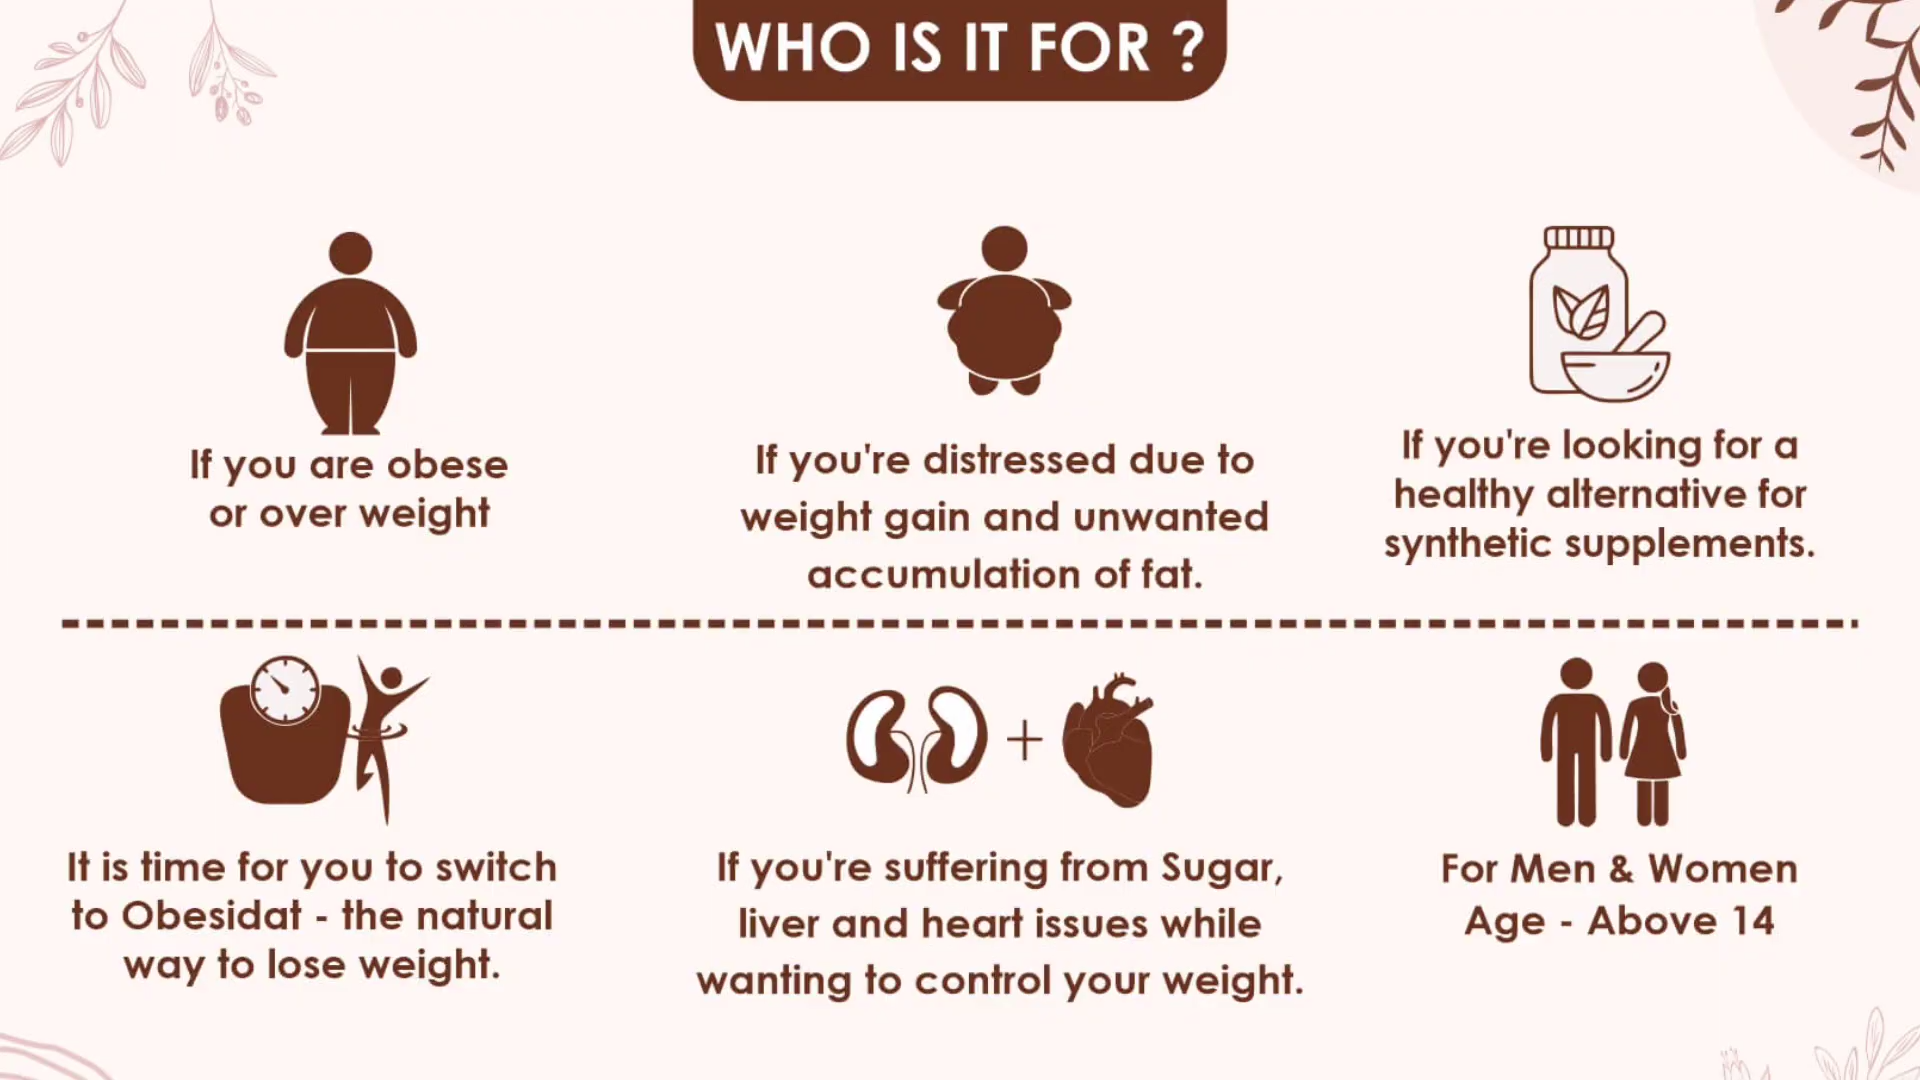 WHO IS IT FOR ?
If you are obese
or over weight
If you're distressed due to
weight gain and unwanted
accumulation of fat.
If you're looking for a
healthy alternative for
synthetic supplements.
It is time for you to switch
to Obesidat - the natural
way to lose weight.
If you're suffering from Sugar,
liver and heart issues while
wanting to control your weight.
For Men & Women
Age - Above 14